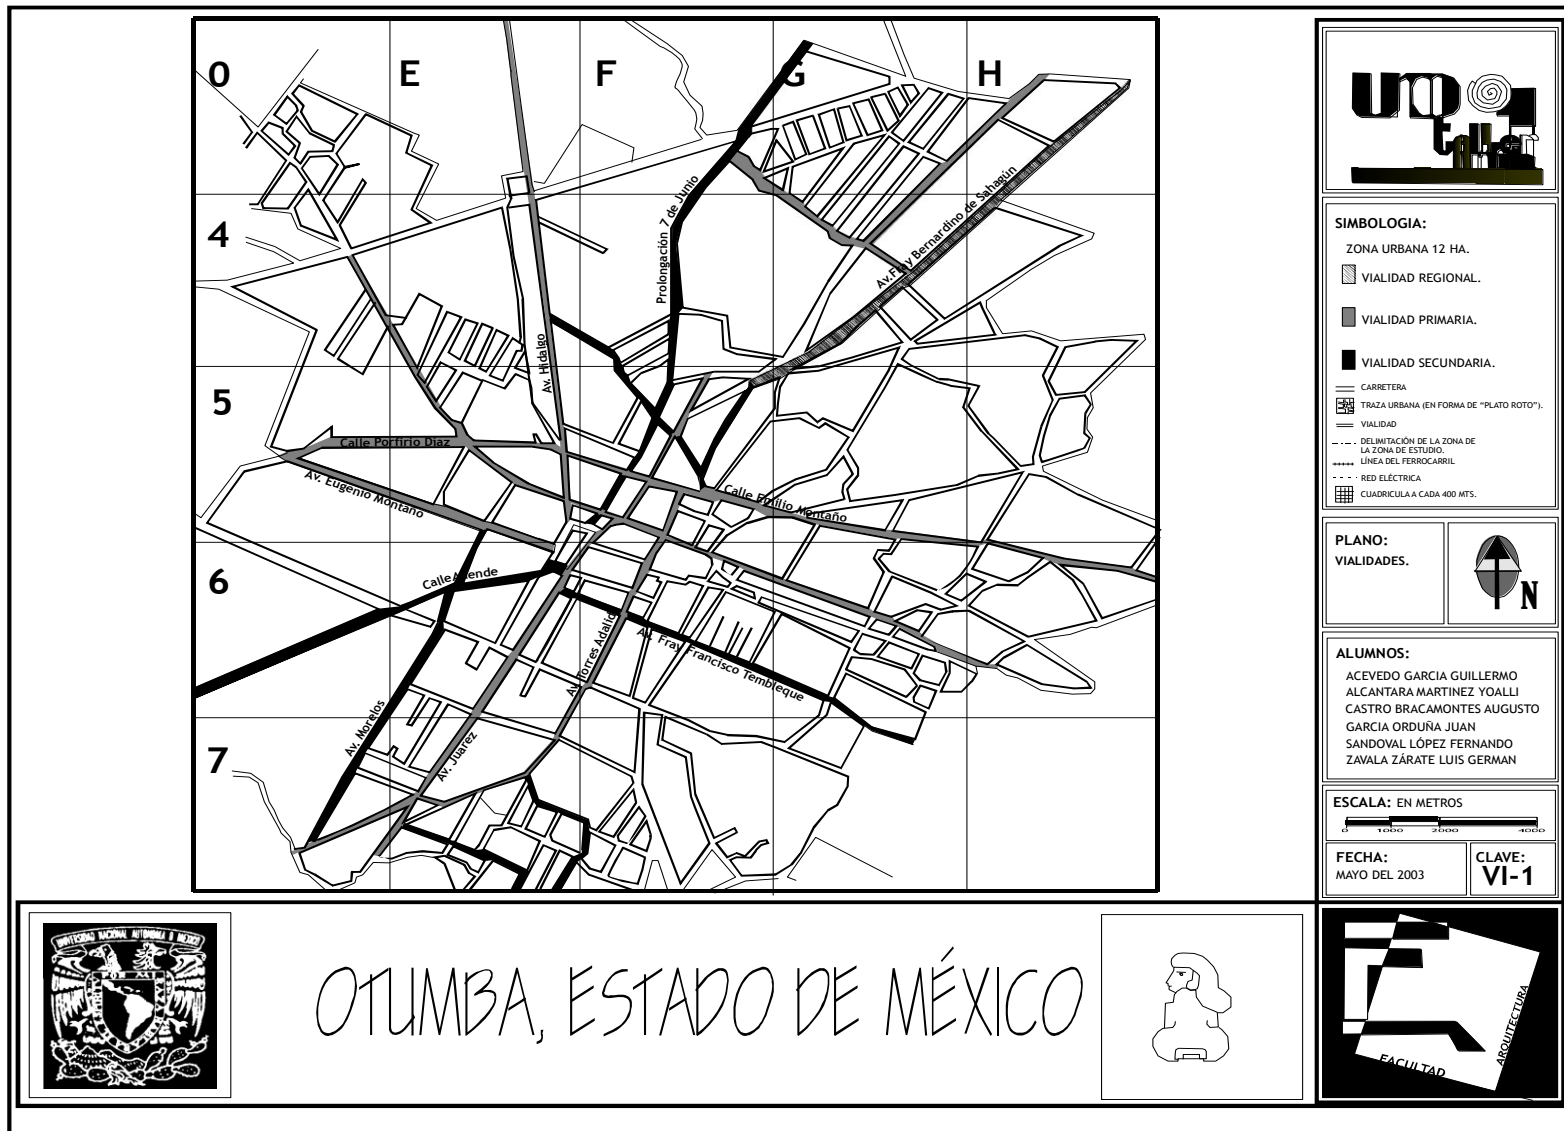 0
E
F
G
H
4
5
6
7
Prolongación 7 de Junio
Av.Fray Bernardino de Sahagún
Av. Hidalgo
Calle Porfirio Díaz
Av. Eugenio Montaño
Calle Emilio Montaño
Calle Allende
Av. Torres Adalid
Av. Fray Francisco Tembleque
Av. Morelos
Av. Juarez
SIMBOLOGIA:
ZONA URBANA 12 HA.
VIALIDAD REGIONAL.
VIALIDAD PRIMARIA.
VIALIDAD SECUNDARIA.
CARRETERA
TRAZA URBANA (EN FORMA DE “PLATO ROTO”).
VIALIDAD
DELIMITACIÓN DE LA ZONA DE
LA ZONA DE ESTUDIO.
LÍNEA DEL FERROCARRIL
RED ELÉCTRICA
CUADRICULA A CADA 400 MTS.
PLANO:
VIALIDADES.
N
ALUMNOS:
ACEVEDO GARCIA GUILLERMO
ALCANTARA MARTINEZ YOALLI
CASTRO BRACAMONTES AUGUSTO
GARCIA ORDUÑA JUAN
SANDOVAL LÓPEZ FERNANDO
ZAVALA ZÁRATE LUIS GERMAN
ESCALA: EN METROS
0 1000 2000 4000
FECHA:
MAYO DEL 2003
CLAVE:
VI-1
OTUMBA, ESTADO DE MÉXICO
FACULTAD
ARQUITECTURA